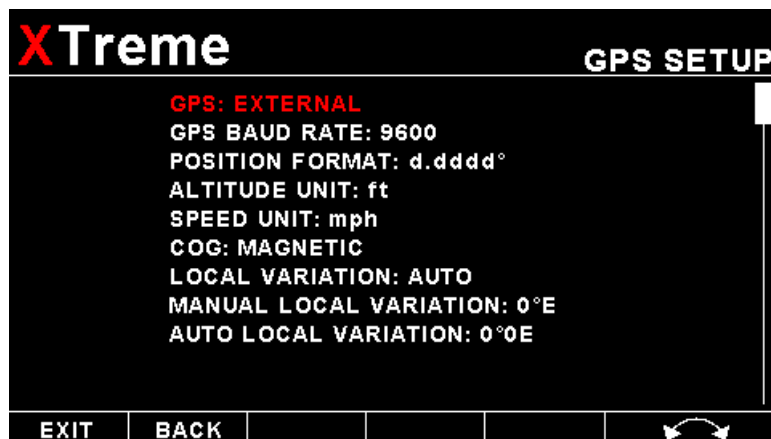 XTreme
GPS SETUP
GPS: EXTERNAL
GPS BAUD RATE: 9600
POSITION FORMAT: d.dddd°
ALTITUDE UNIT: ft
SPEED UNIT: mph
COG: MAGNETIC
LOCAL VARIATION: AUTO
MANUAL LOCAL VARIATION: 0°E
AUTO LOCAL VARIATION: 0°0E
EXIT BACK